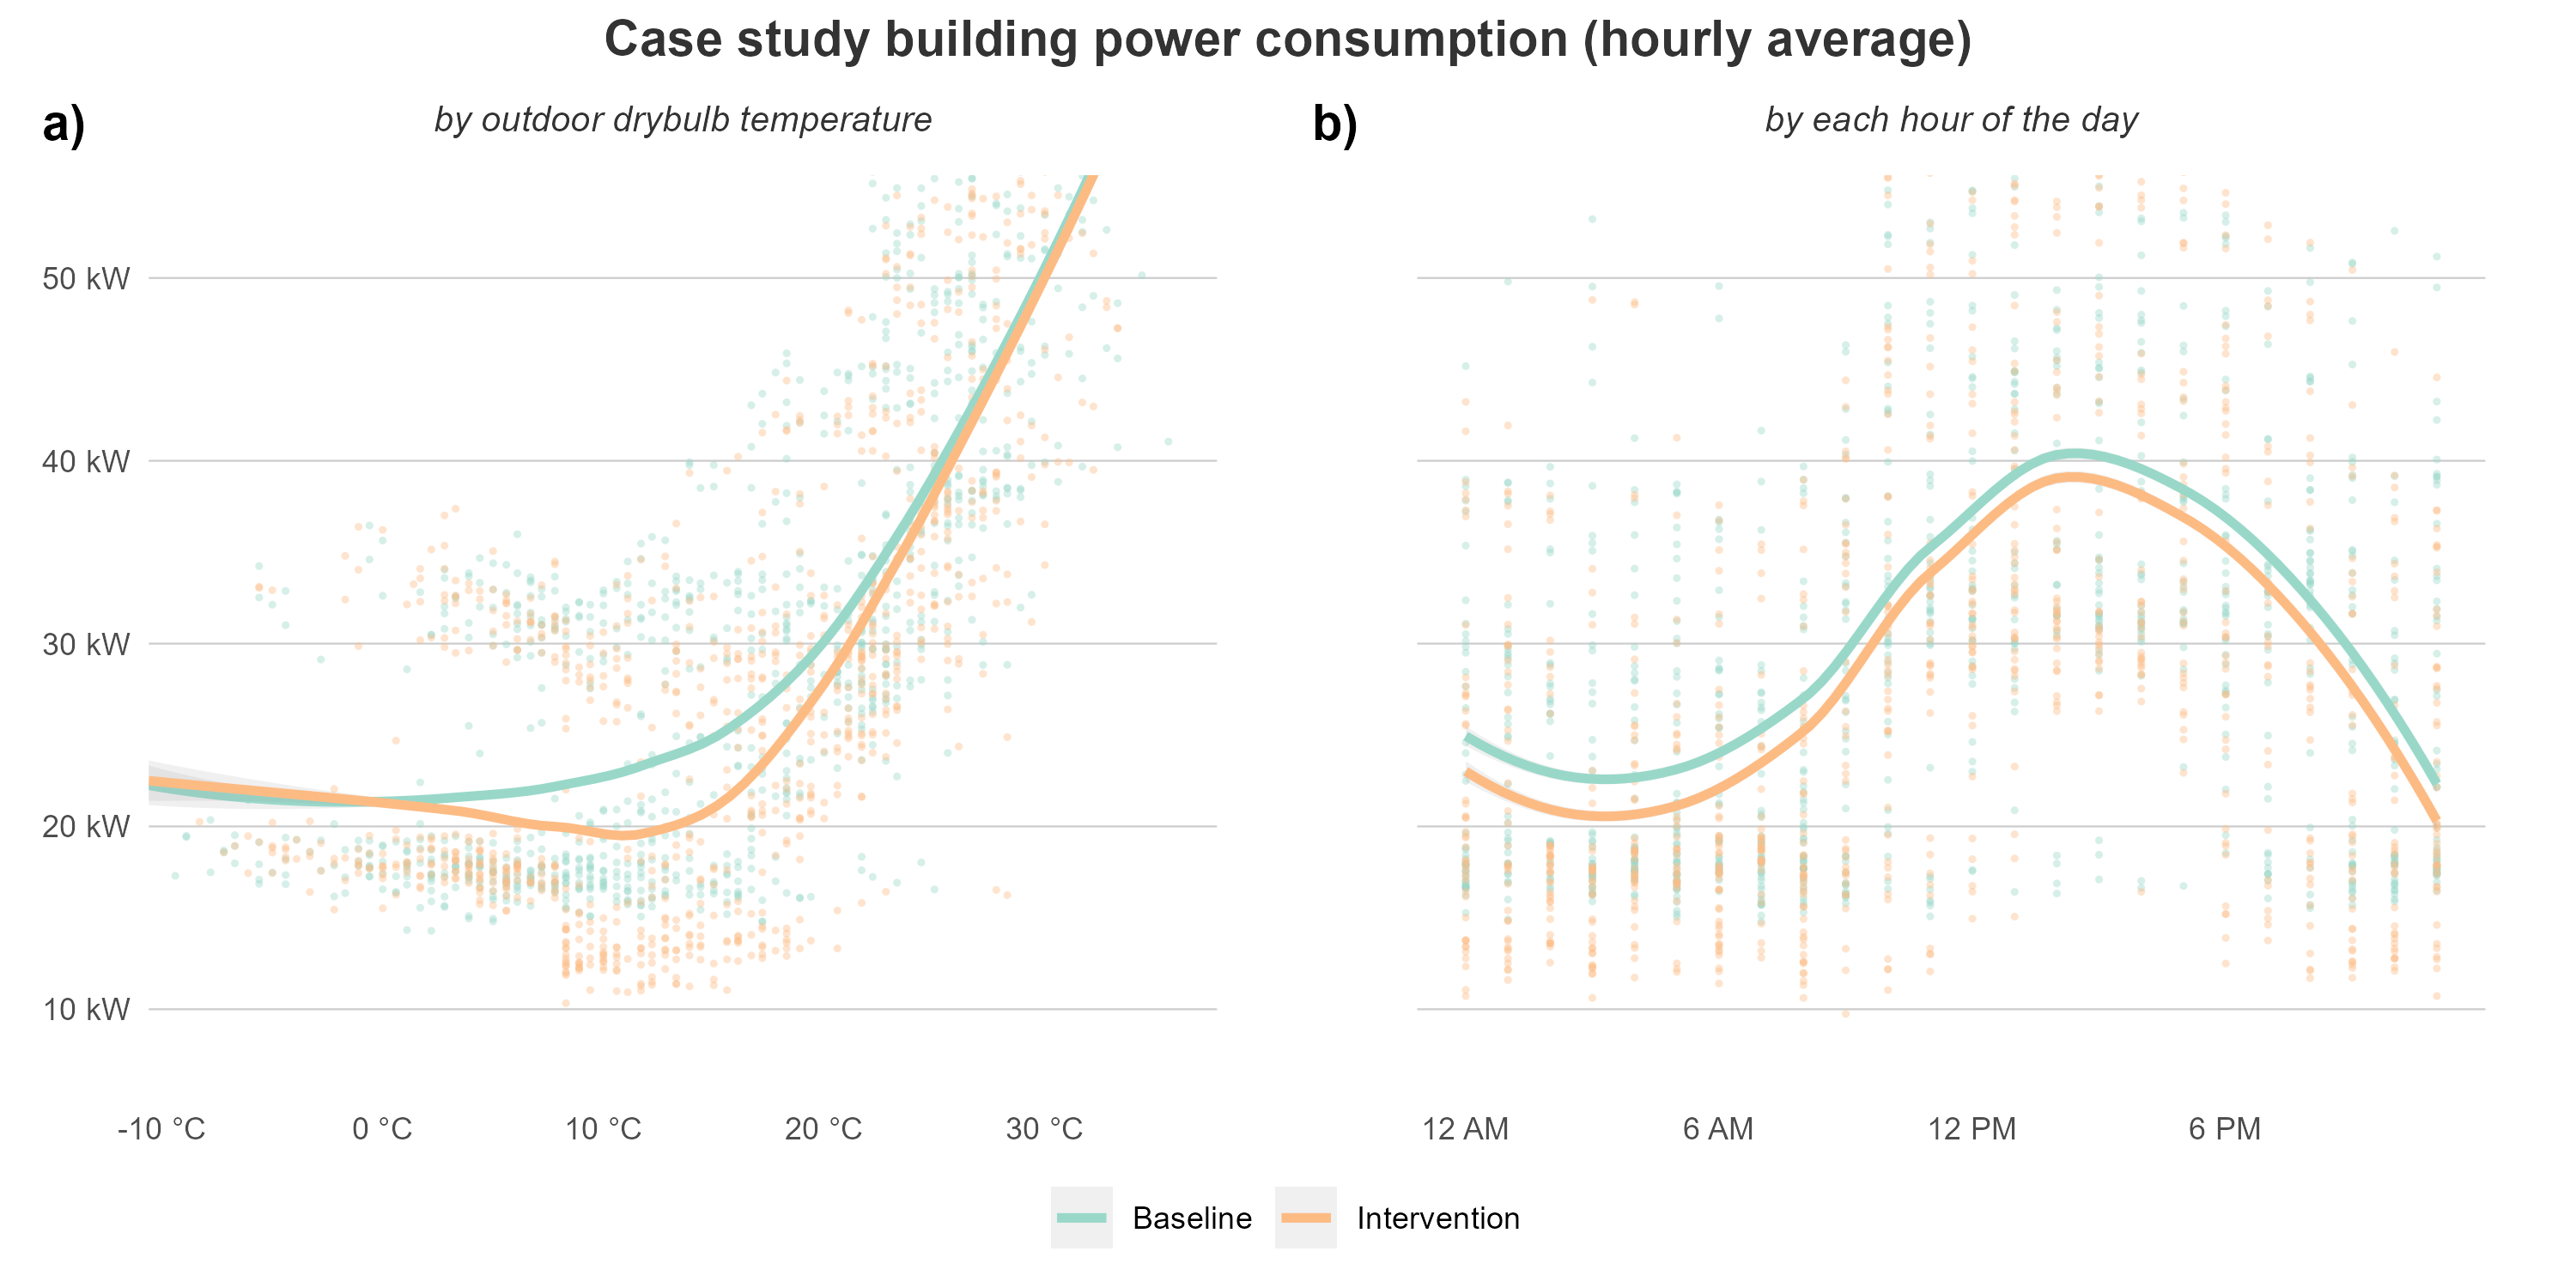 Case study building power consumption (hourly average)
a)
by outdoor drybulb temperature
b)
by each hour of the day
50 kW
40 kW
30 kW
20 kW
10 kW
-10 °C 0 °C 10 °C 20 °C 30 °C
12 AM 6 AM 12 PM 6 PM
Baseline Intervention